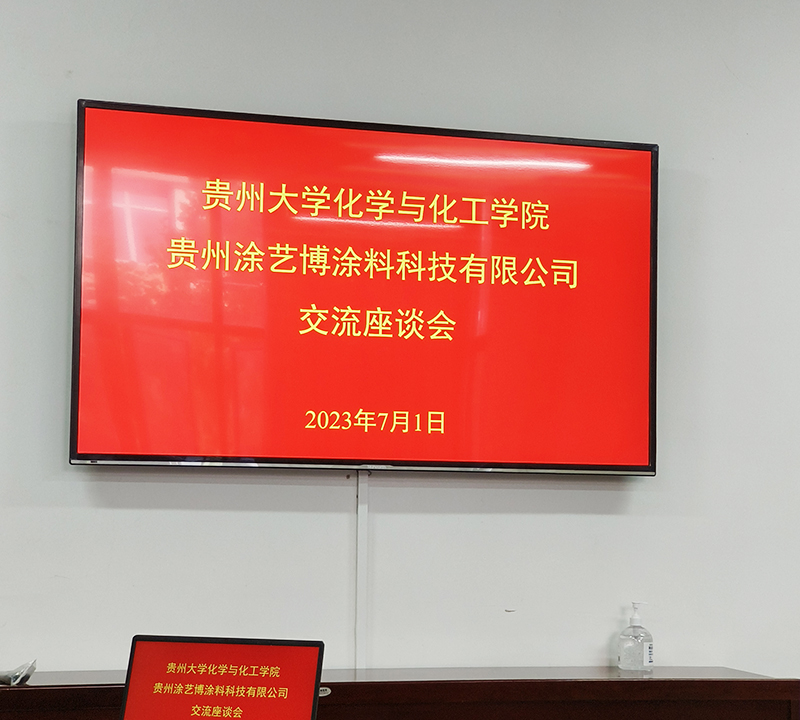 贵州大学化学与化工学院
贵州涂艺博涂料科技有限公司
交流座谈会
2023年7月1日
贵州大学化学与化工学院
贵州涂艺博涂料科技有限公司
交流座谈会